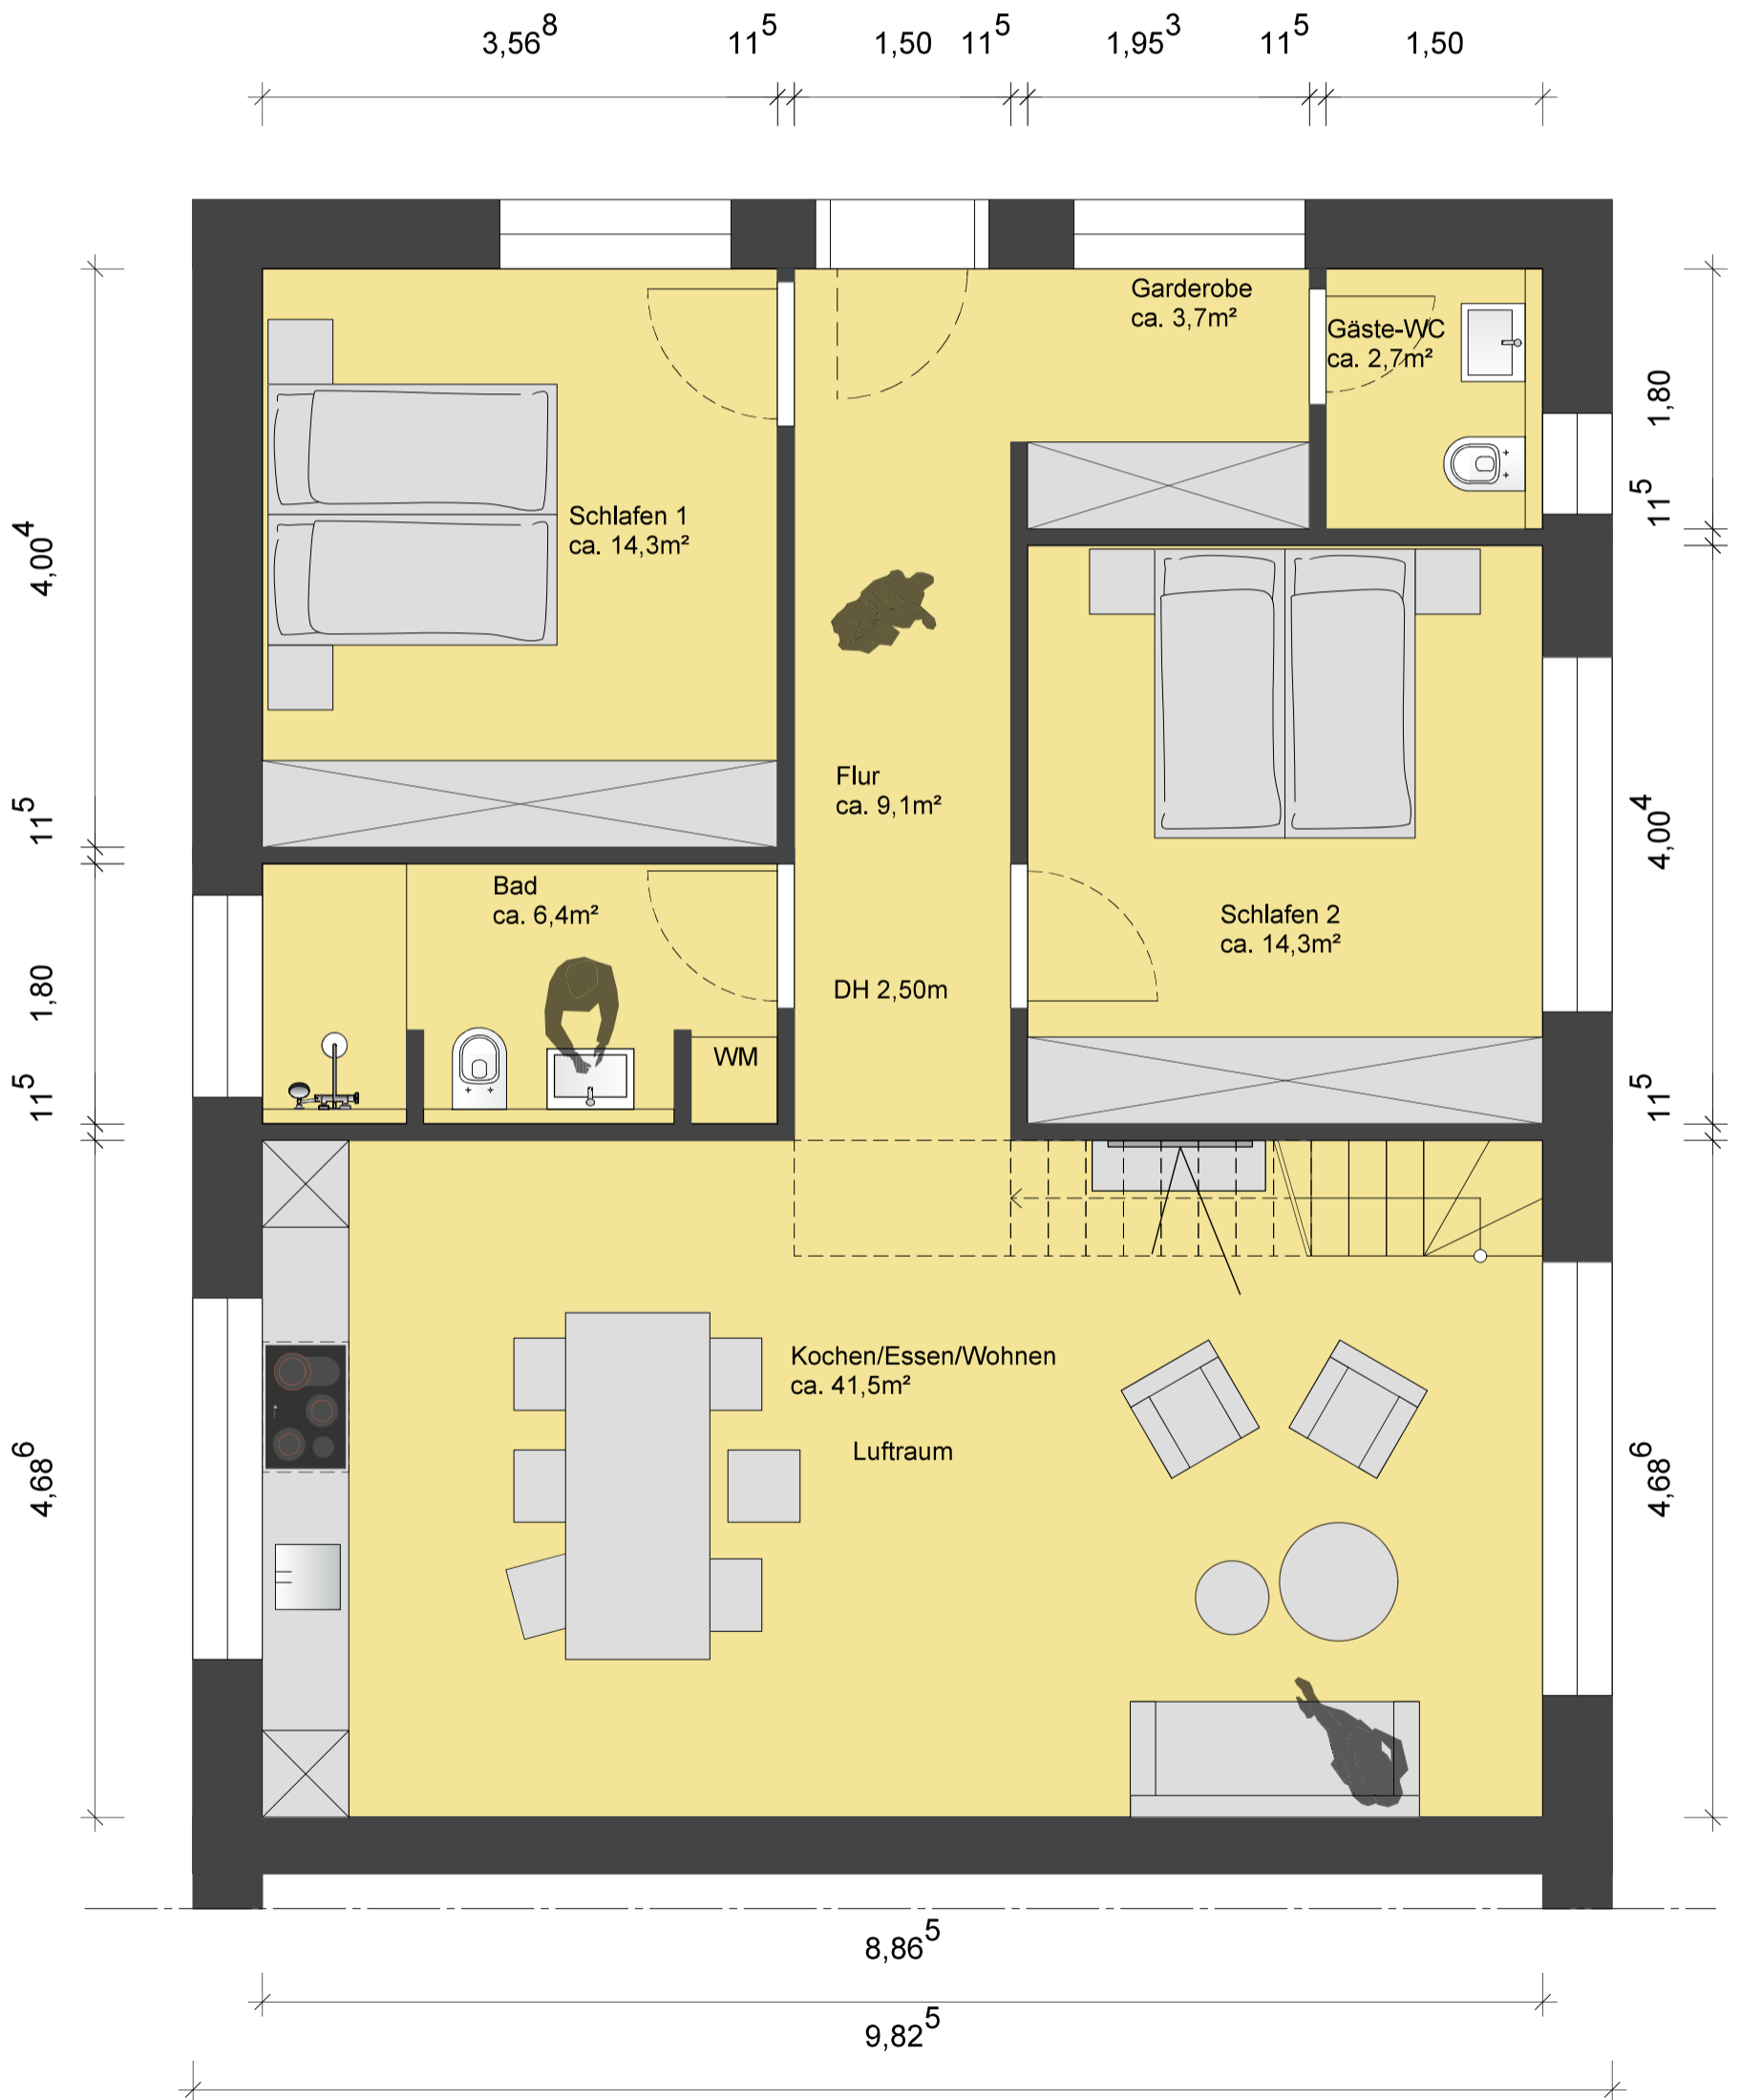 3,56⁸ 11⁵ 1,50 11⁵ 1,95³ 11⁵ 1,50
Garderobe
ca. 3,7m²
Gäste-WC
ca. 2,7m²
1,80
11⁵
Schlafen 1
ca. 14,3m²
4,00⁴
Flur
ca. 9,1m²
11⁵
4,00⁴
Bad
ca. 6,4m²
Schlafen 2
ca. 14,3m²
1,80
DH 2,50m
WM
11⁵
11⁵
Kochen/Essen/Wohnen
ca. 41,5m²
Luftraum
4,68⁶
4,68⁶
8,86⁵
9,82⁵